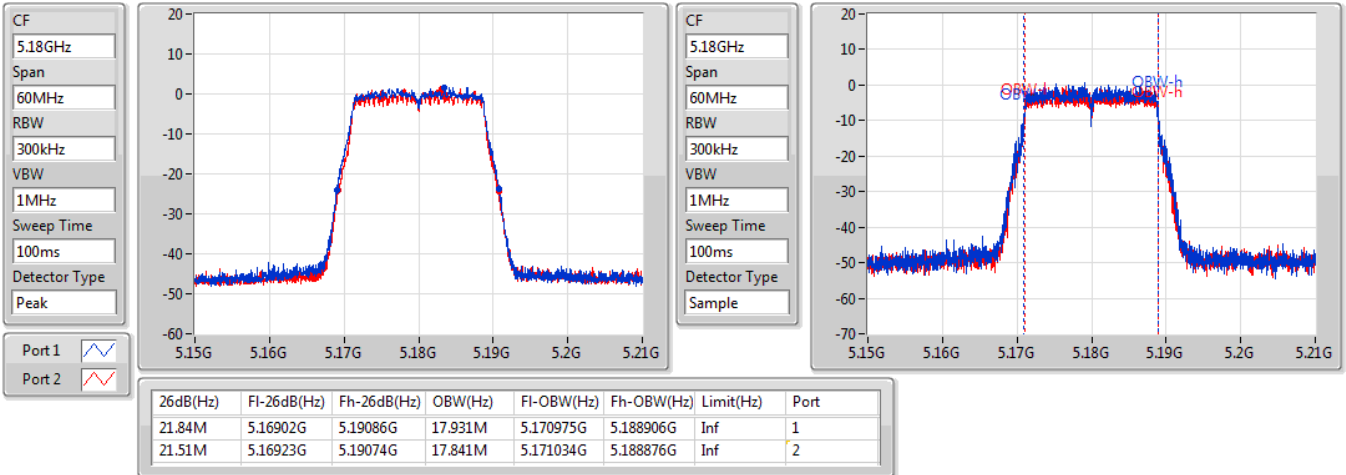 CF
5.18GHz
Span
60MHz
RBW
300kHz
VBW
1MHz
Sweep Time
100ms
Detector Type
Peak
Port 1
Port 2
20
10
0
-10
-20
-30
-40
-50
-60
5.15G 5.16G 5.17G 5.18G 5.19G 5.2G 5.21G
CF
5.18GHz
Span
60MHz
RBW
300kHz
VBW
1MHz
Sweep Time
100ms
Detector Type
Sample
20
10
0
-10
-20
-30
-40
-50
-60
-70
OBW-h
OBW-h
5.15G 5.16G 5.17G 5.18G 5.19G 5.2G 5.21G
26dB(Hz) Fl-26dB(Hz) Fh-26dB(Hz) OBW(Hz) Fl-OBW(Hz) Fh-OBW(Hz) Limit(Hz) Port
21.84M 5.16902G 5.19086G 17.931M 5.170975G 5.188906G Inf 1
21.51M 5.16923G 5.19074G 17.841M 5.171034G 5.188876G Inf 2